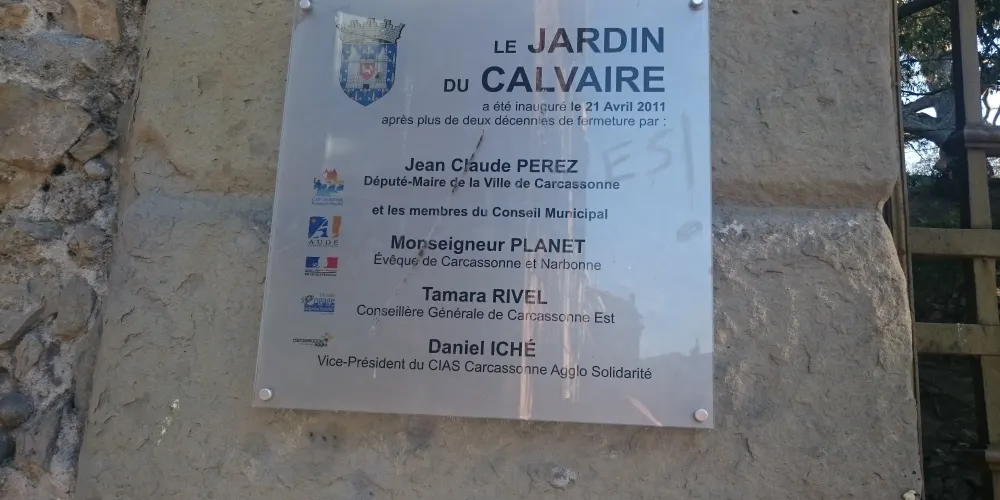 LE JARDIN
DU CALVAIRE
a été inauguré le 21 Avril 2011
après plus de deux décennies de fermeture par :
Jean Claude PEREZ
Député-Maire de la Ville de Carcassonne
et les membres du Conseil Municipal
Monseigneur PLANET
Évêque de Carcassonne et Narbonne
Tamara RIVEL
Conseillère Générale de Carcassonne Est
Daniel ICHÉ
Vice-Président du CIAS Carcassonne Agglo Solidarité
AUDE